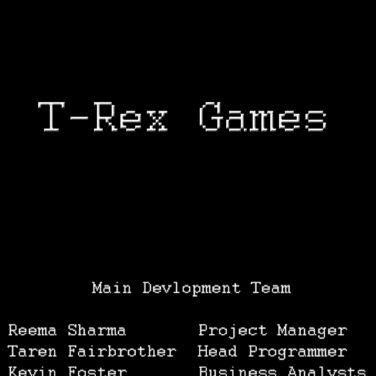 T-Rex Games
Main Devlopment Team
Reema Sharma Project Manager
Taren Fairbrother Head Programmer
Kevin Foster Business Analysts